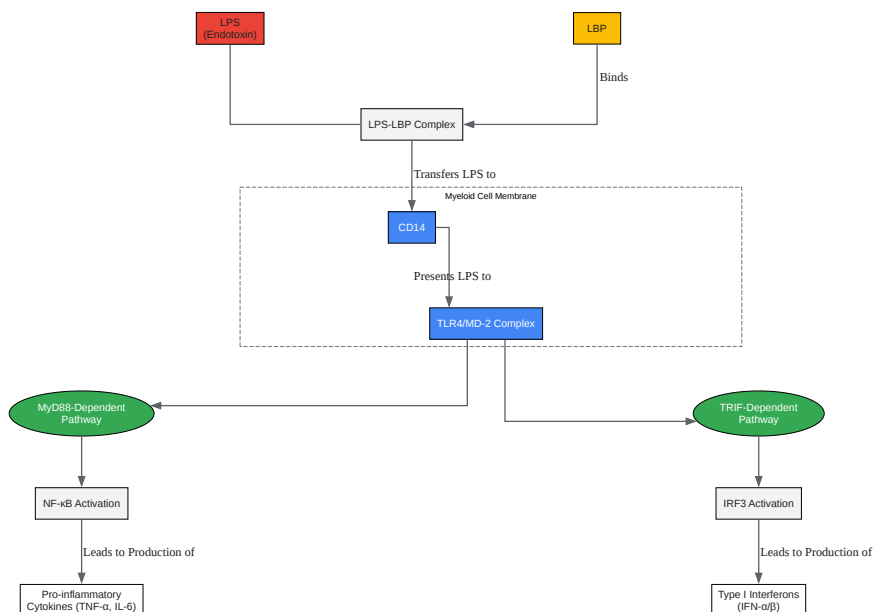 LPS
(Endotoxin)
LBP
Binds
LPS-LBP Complex
Transfers LPS to
Myeloid Cell Membrane
CD14
Presents LPS to
TLR4/MD-2 Complex
MyD88-Dependent
Pathway
TRIF-Dependent
Pathway
NF-κB Activation
IRF3 Activation
Leads to Production of
Leads to Production of
Pro-inflammatory
Cytokines (TNF-α, IL-6)
Type I Interferons
(IFN-α/β)